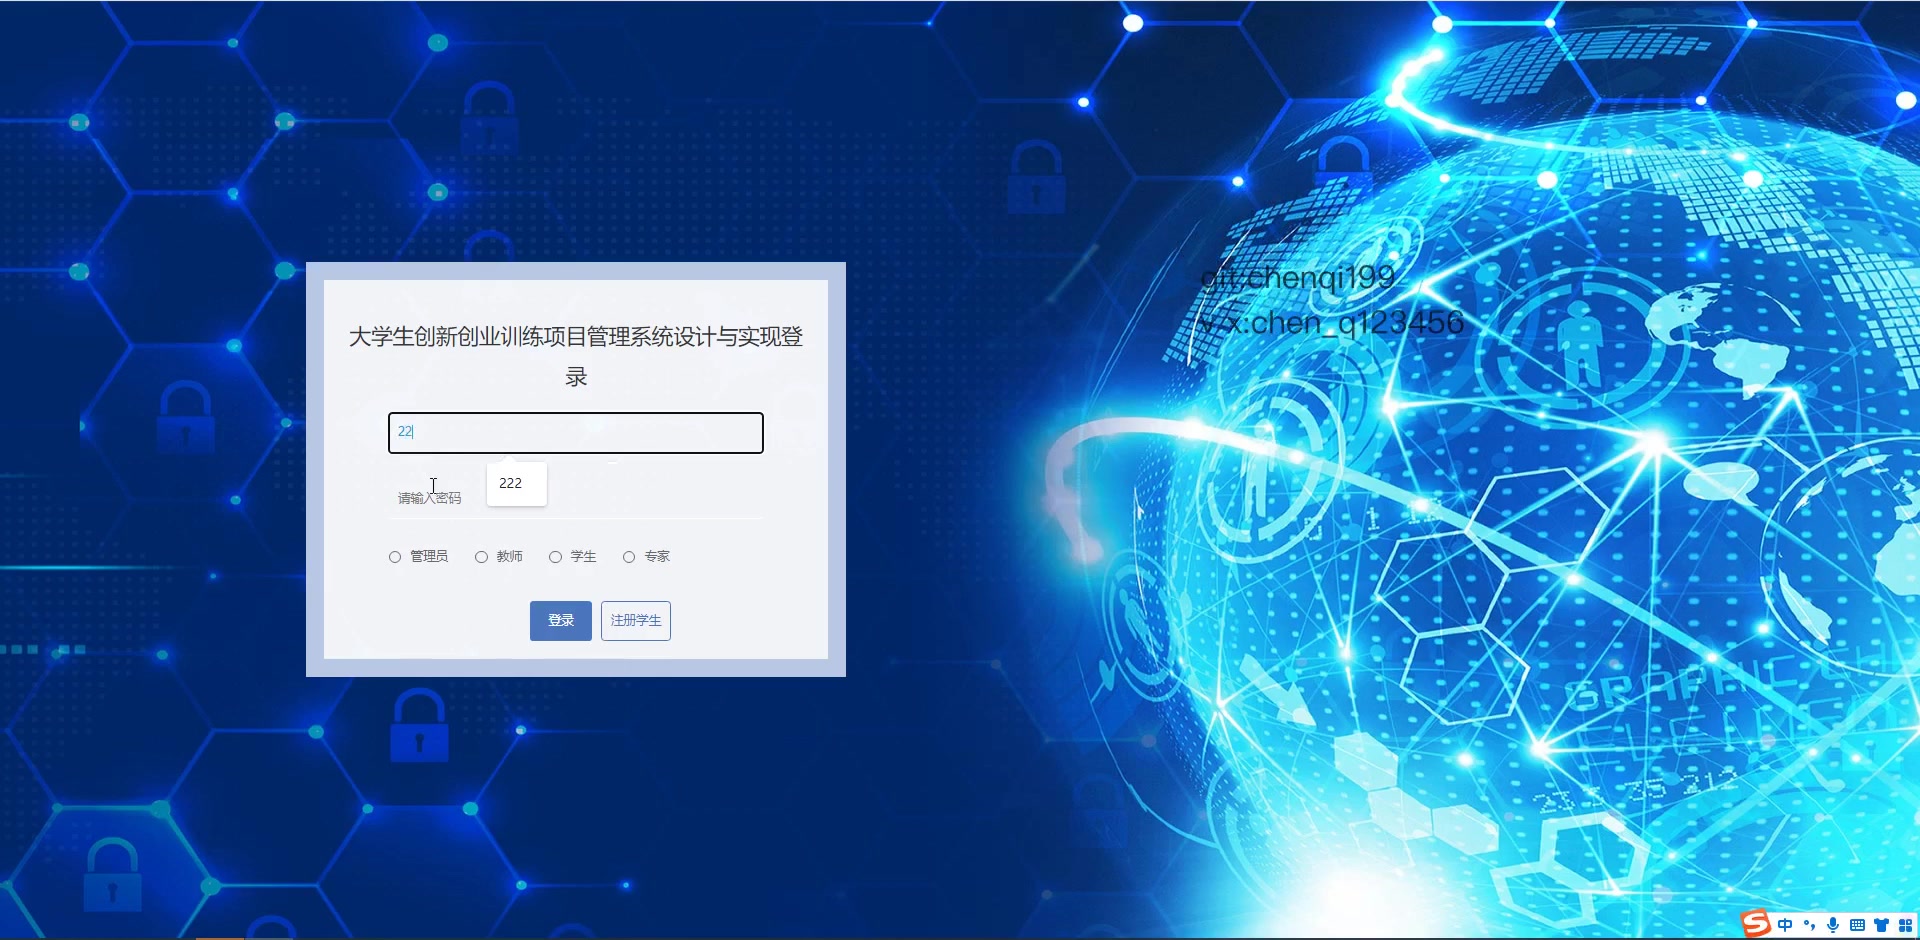 git:chenqi199
v x:chen_q123456
大学生创新创业训练项目管理系统设计与实现登
录
22
222
请输入密码
管理员 教师 学生 专家
登录 注册学生
GRAPHIC
中